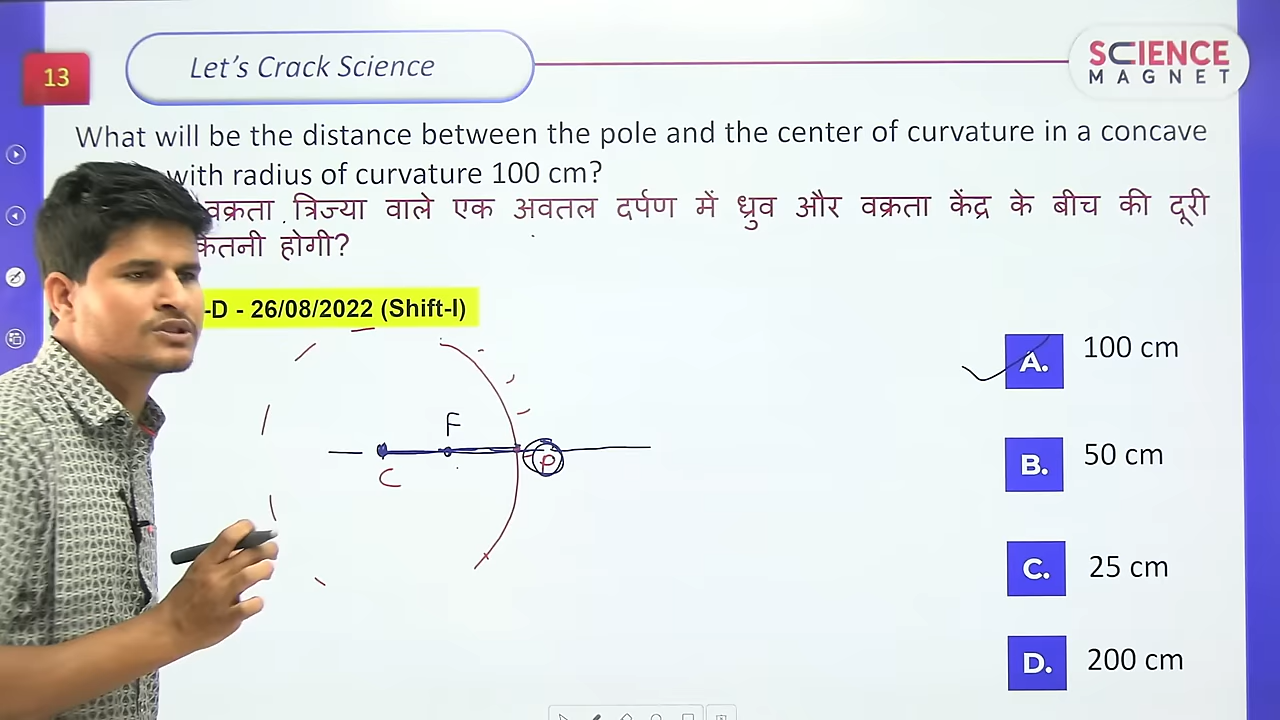 13
Let's Crack Science
SCIENCE
MAGNET
What will be the distance between the pole and the center of curvature in a concave
with radius of curvature 100 cm?
वक्रता त्रिज्या वाले एक अवतल दर्पण में ध्रुव और वक्रता केंद्र के बीच की दूरी
होगी?
-D - 26/08/2022 (Shift-I)
A. 100 cm
F
C
P
B. 50 cm
C. 25 cm
D. 200 cm